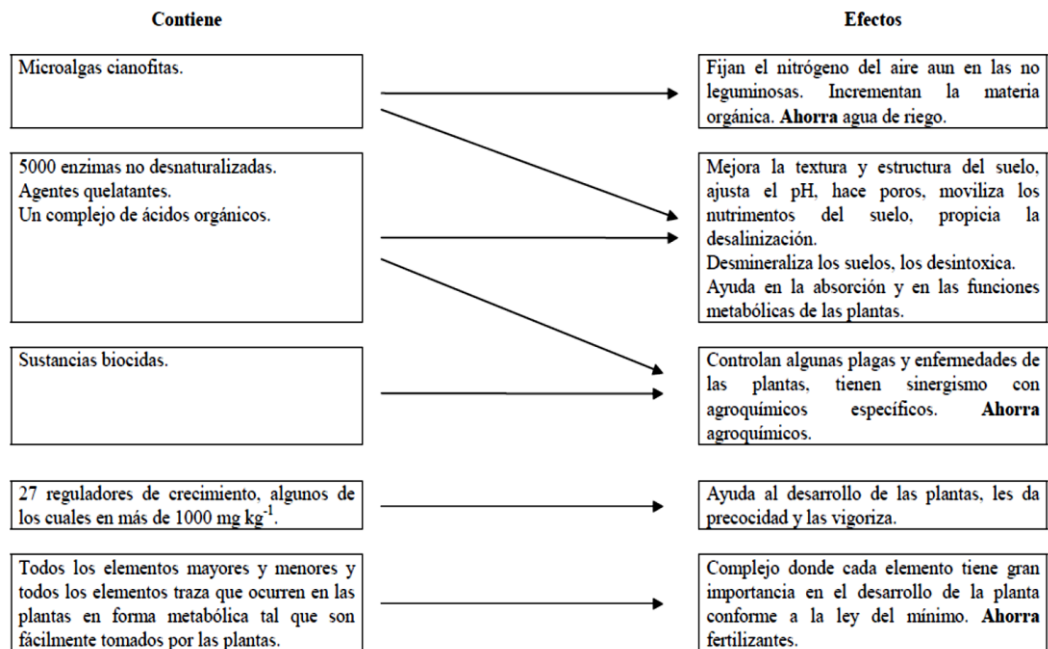 Contiene
Efectos
Microalgas cianofitas.
Fijan el nitrógeno del aire aun en las no
leguminosas. Incrementan la materia
orgánica. Ahorra agua de riego.
5000 enzimas no desnaturalizadas.
Agentes quelatantes.
Un complejo de ácidos orgánicos.
Mejora la textura y estructura del suelo,
ajusta el pH, hace poros, moviliza los
nutrimentos del suelo, propicia la
desalinización.
Desmineraliza los suelos, los desintoxica.
Ayuda en la absorción y en las funciones
metabólicas de las plantas.
Sustancias biocidas.
Controlan algunas plagas y enfermedades de
las plantas, tienen sinergismo con
agroquímicos específicos. Ahorra
agroquímicos.
27 reguladores de crecimiento, algunos de
los cuales en más de 1000 mg kg⁻¹.
Ayuda al desarrollo de las plantas, les da
precocidad y las vigoriza.
Todos los elementos mayores y menores y
todos los elementos traza que ocurren en las
plantas en forma metabólica tal que son
fácilmente tomados por las plantas.
Complejo donde cada elemento tiene gran
importancia en el desarrollo de la planta
conforme a la ley del mínimo. Ahorra
fertilizantes.